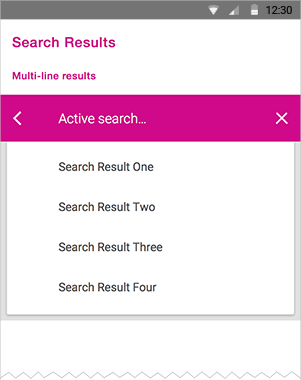 12:30
Search Results
Multi-line results
Active search...
Search Result One
Search Result Two
Search Result Three
Search Result Four